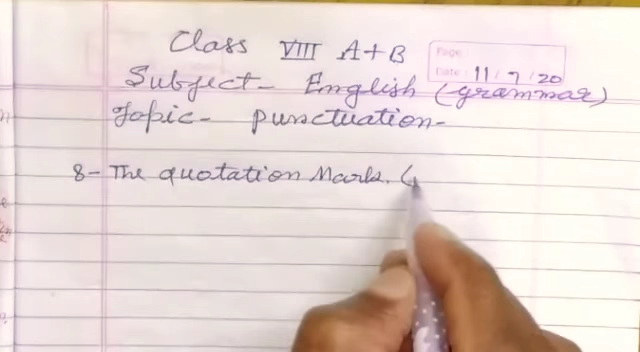 Class VIII A+B
Page:
Date: 11/7/20
Subject- English (grammar)
Topic- Punctuation-
8- The quotation Marks. (